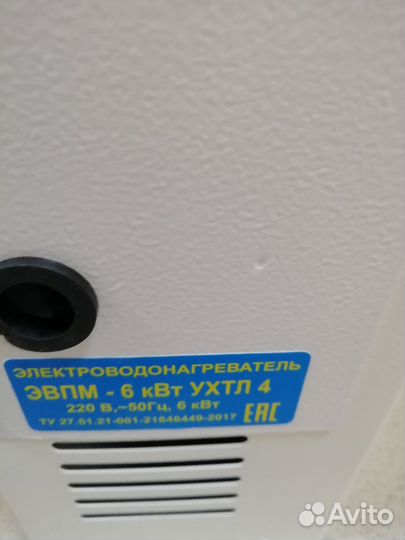 ЭЛЕКТРОВОДОНАГРЕВАТЕЛЬ
ЭВПМ - 6 кВт УХТЛ 4
220 В,~50Гц, 6 кВт
ТУ 27.51.21-001-21646449-2017 ЕАС
Avito